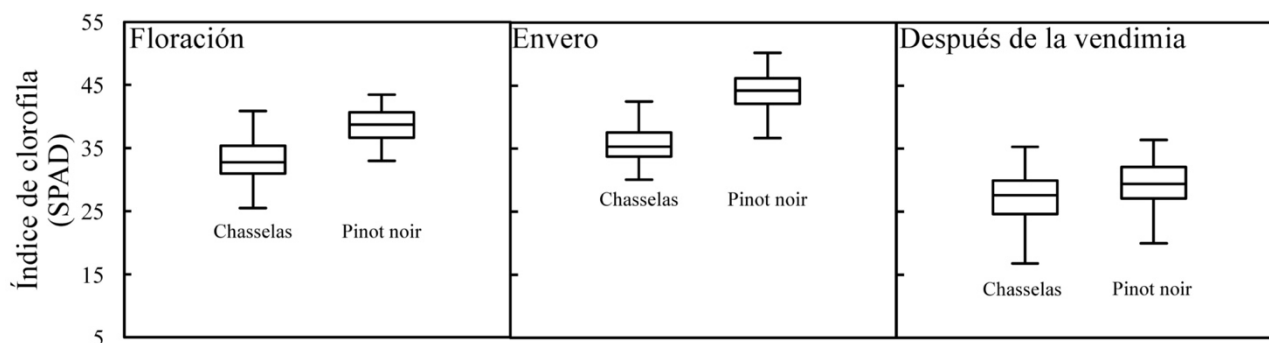 55
45
35
25
15
5
Índice de clorofila
(SPAD)
Floración
Chasselas
Pinot noir
Envero
Chasselas
Pinot noir
Después de la vendimia
Chasselas
Pinot noir